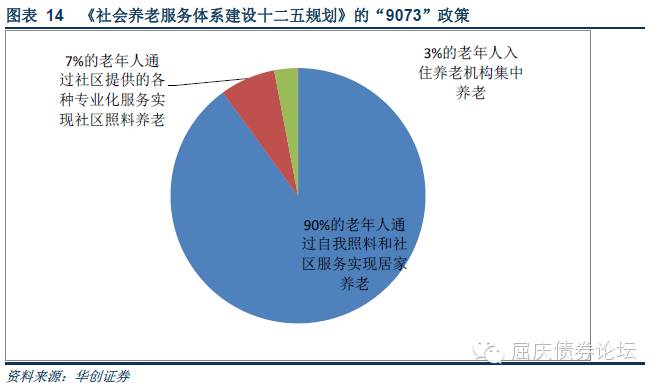 图表 14 《社会养老服务体系建设十二五规划》的“9073”政策
7%的老年人通
过社区提供的各
种专业化服务实
现社区照料养老
3%的老年人入
住养老机构集中
养老
90%的老年人通
过自我照料和社
区服务实现居家
养老
屈庆债券论坛
资料来源：华创证券